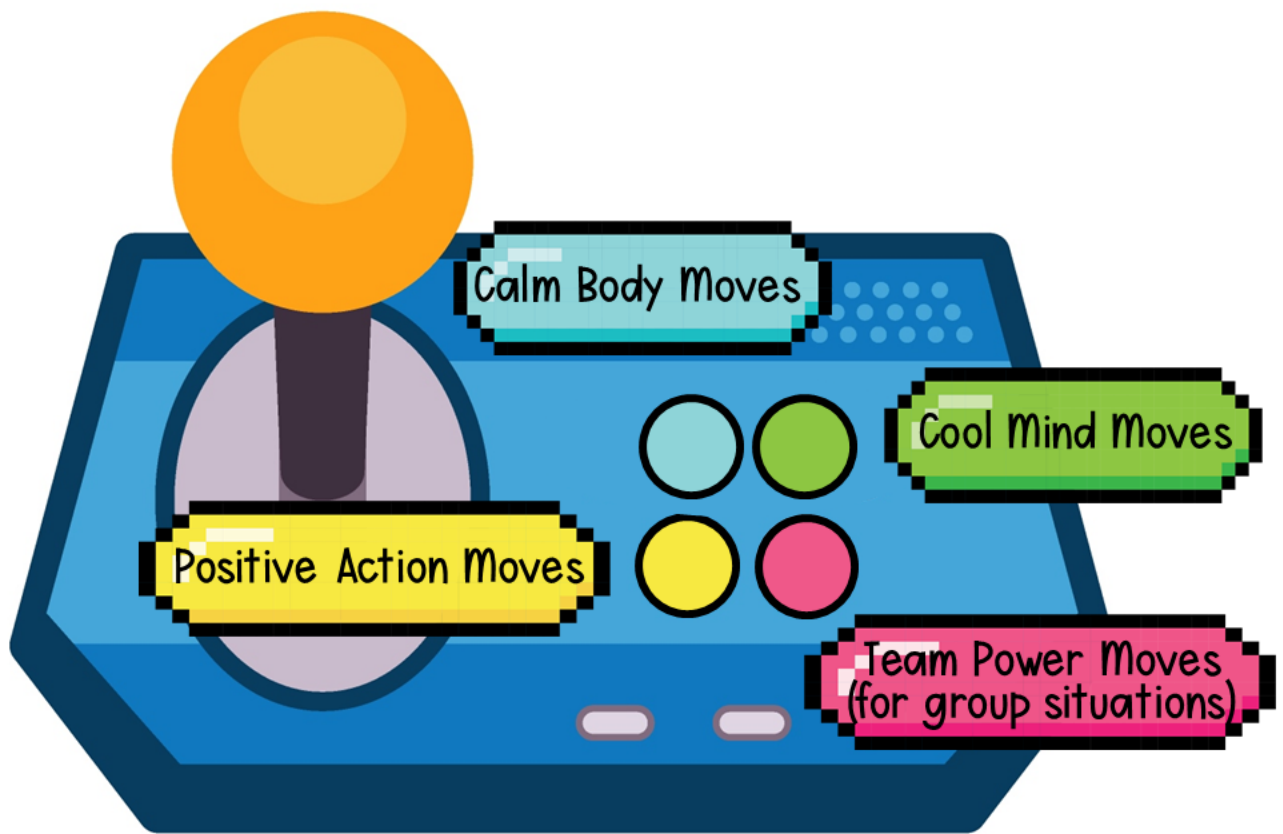 Calm Body Moves
Cool Mind Moves
Positive Action Moves
Team Power Moves
(for group situations)